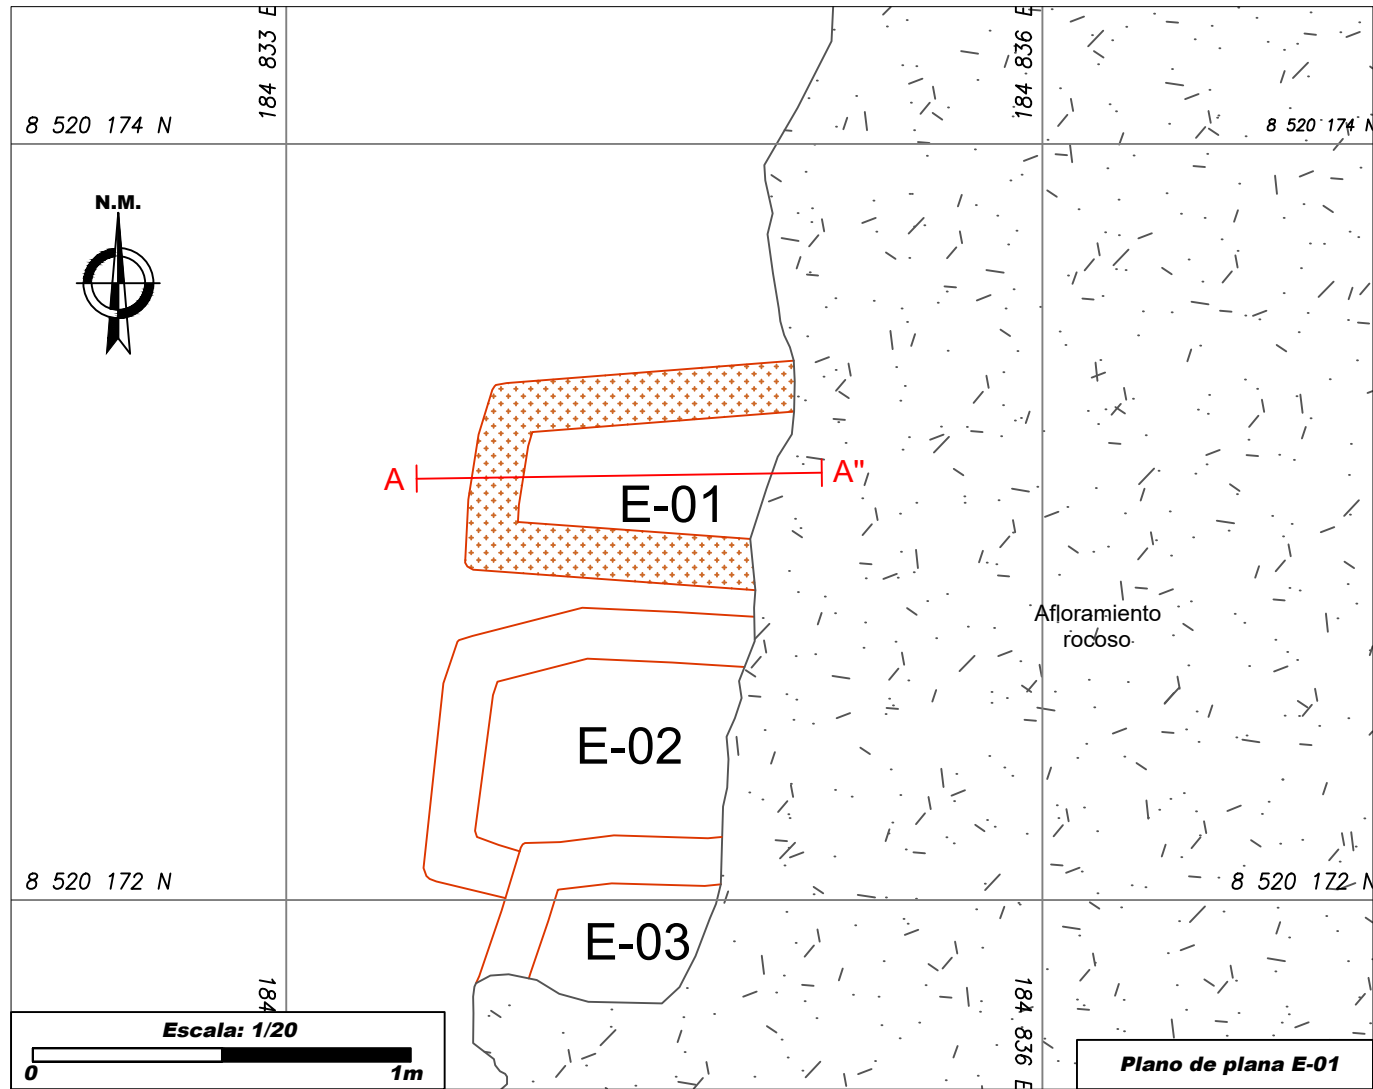 184 833 E
184 836 E
8 520 174 N
8 520 174 N
N.M.
A
A"
E-01
Afloramiento
rocoso
E-02
8 520 172 N
8 520 172 N
E-03
184
184 836 E
Escala: 1/20
0
1m
Plano de plana E-01